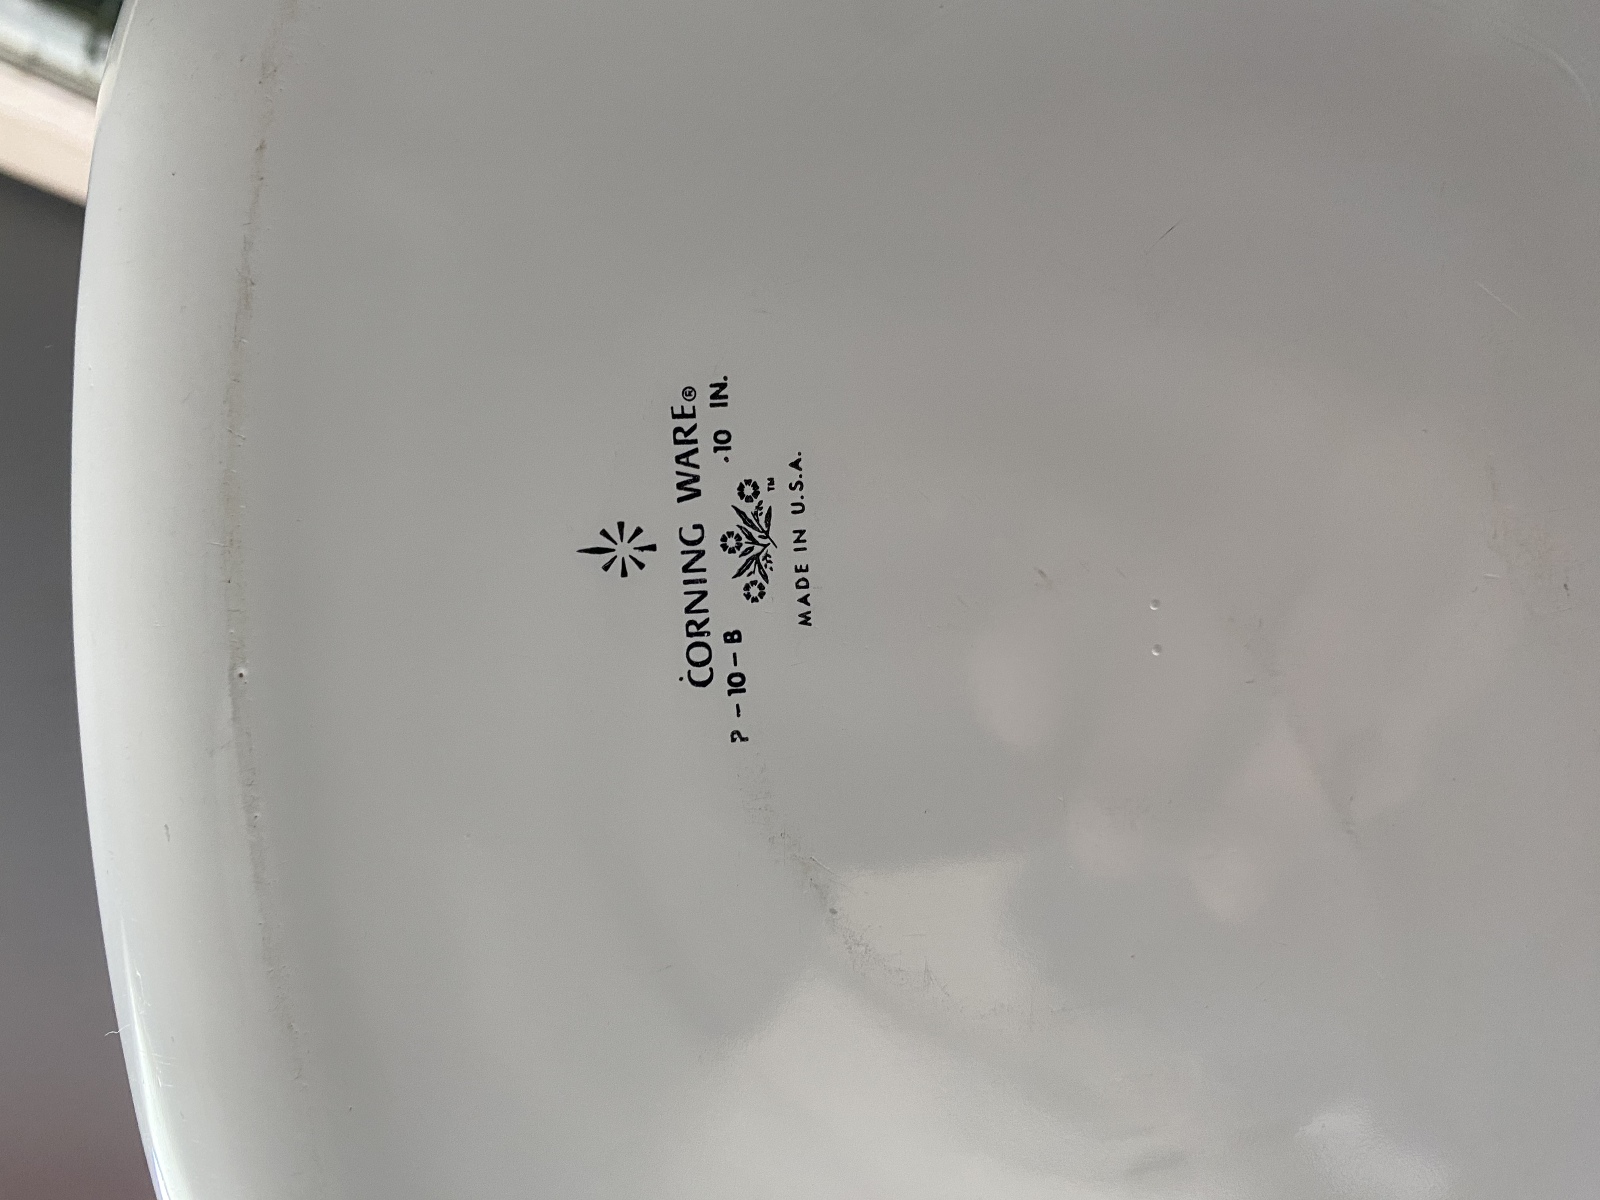 CORNING WARE®
P-10-B .10 IN.
TM
MADE IN U.S.A.